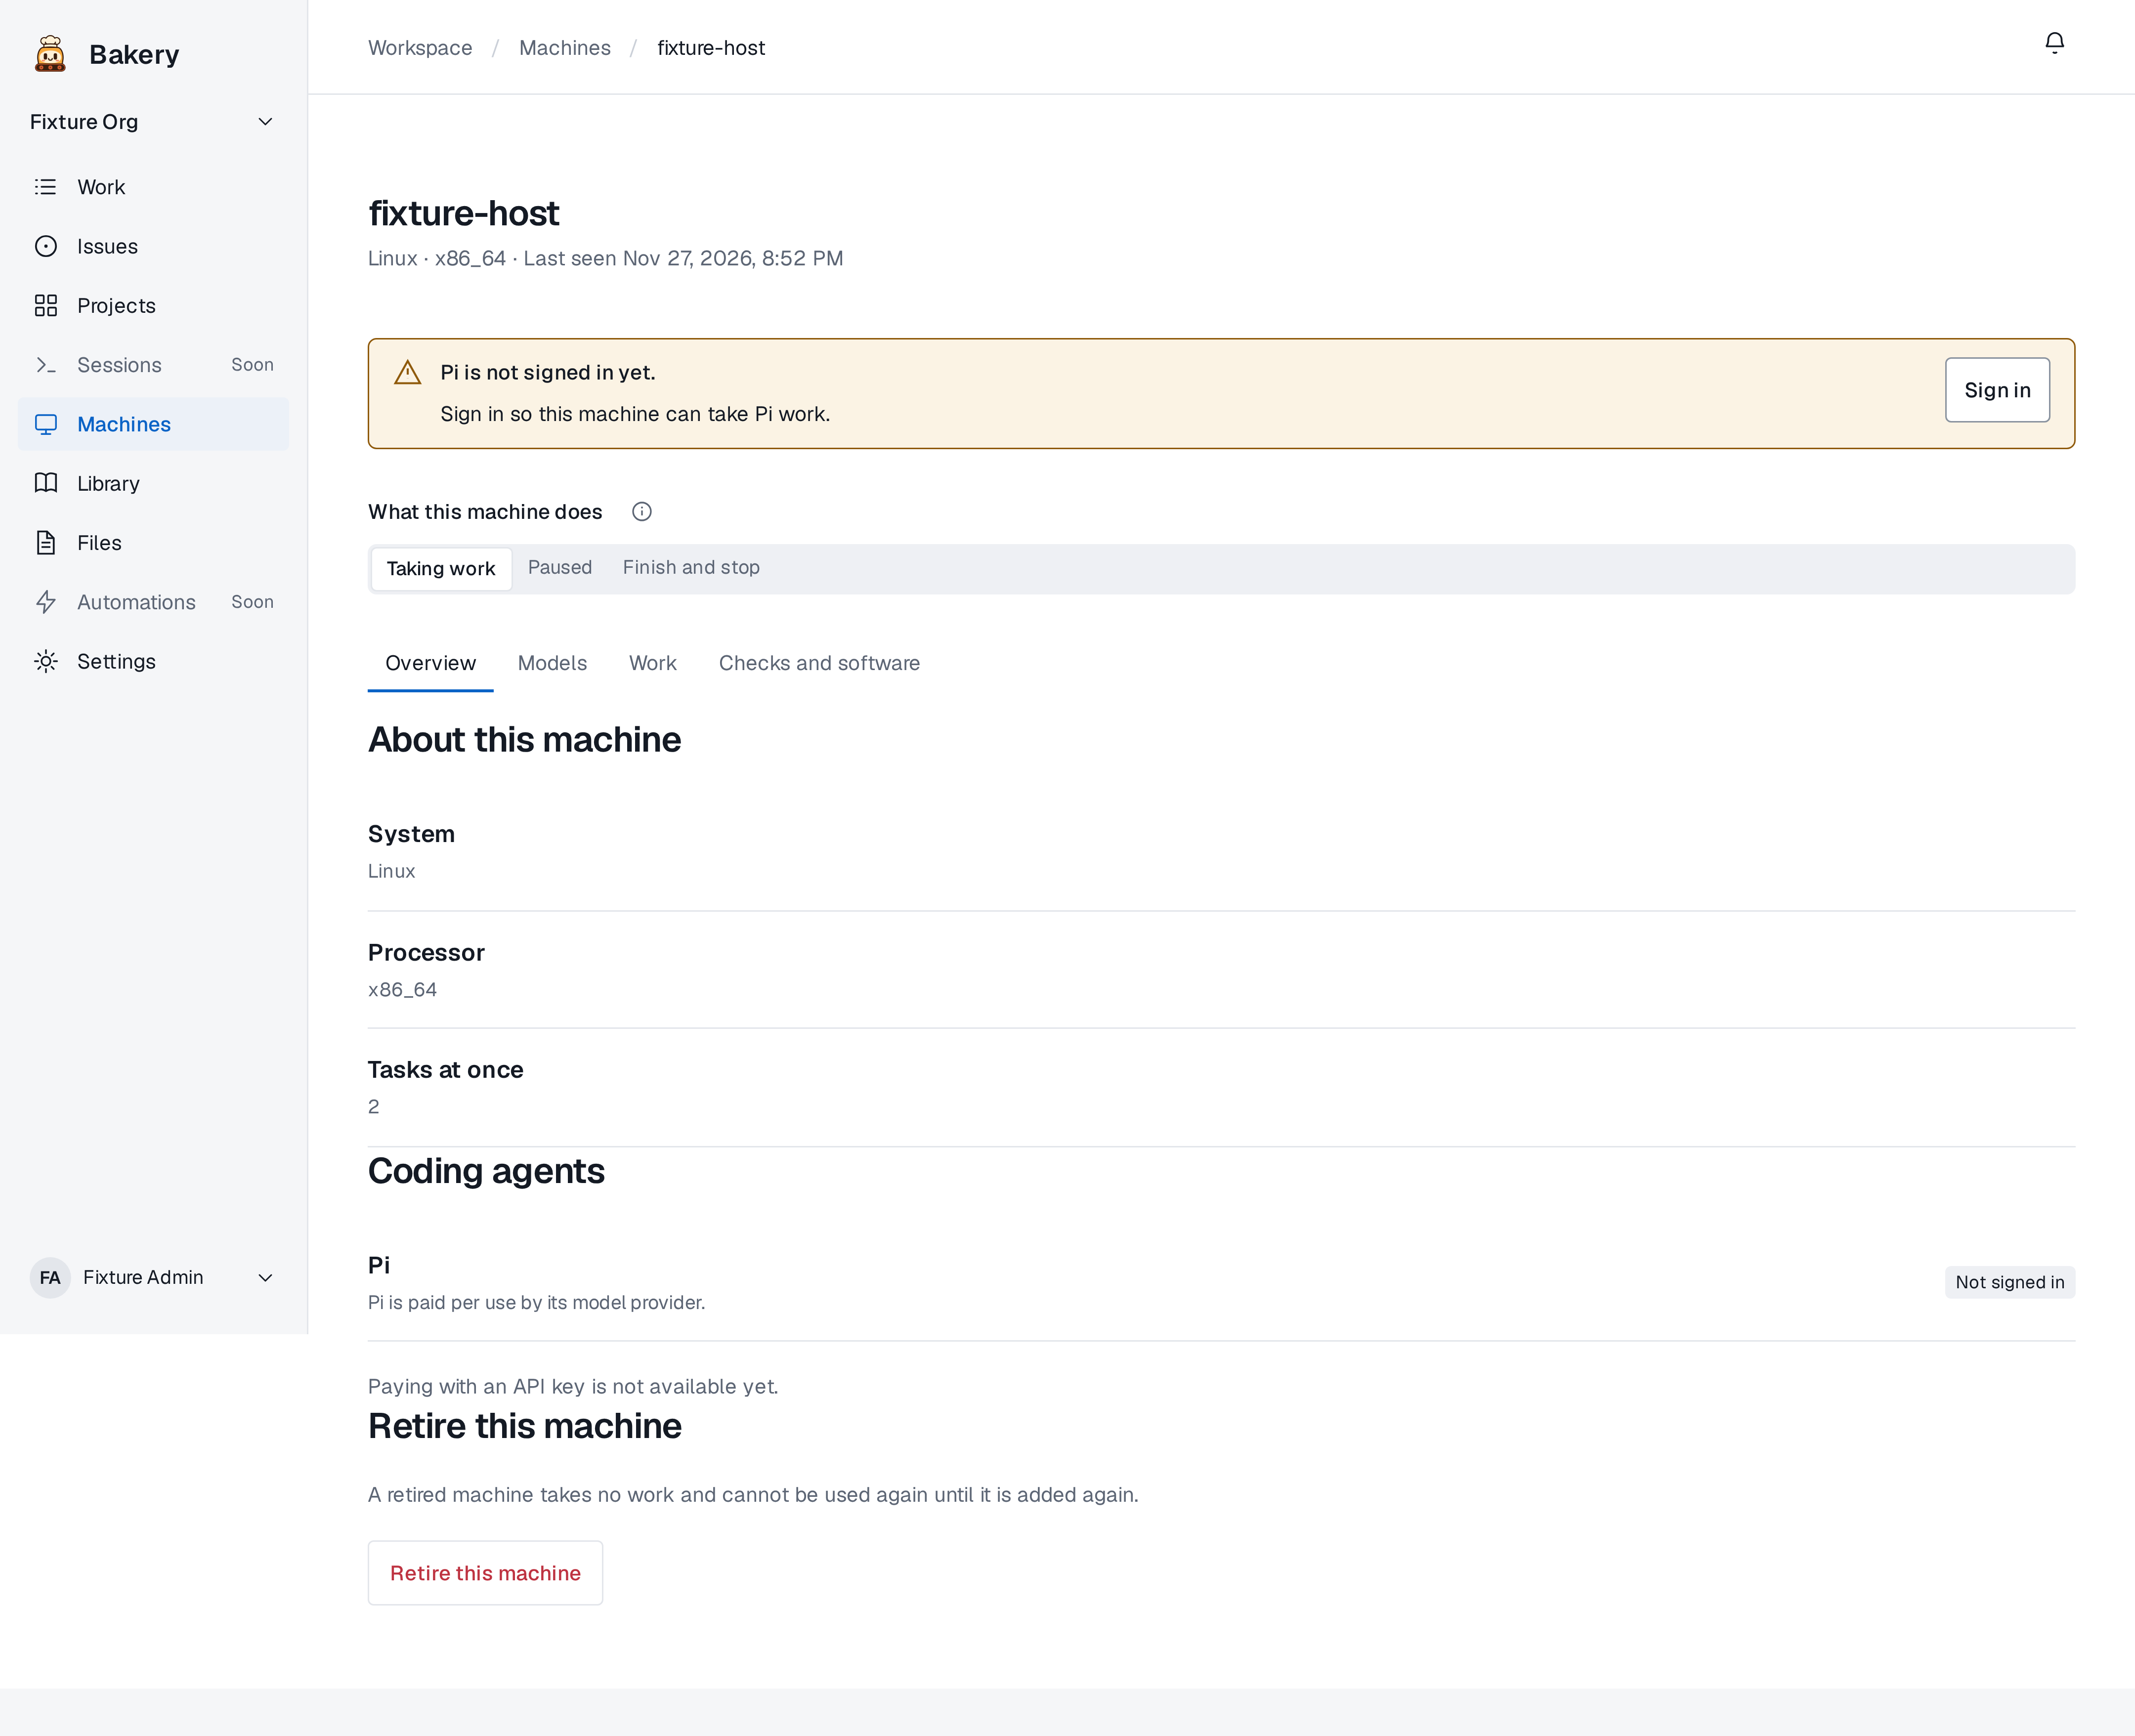 Bakery
Fixture Org
Work
Issues
Projects
Sessions Soon
Machines
Library
Files
Automations Soon
Settings
FA Fixture Admin
Workspace / Machines / fixture-host
fixture-host
Linux · x86_64 · Last seen Nov 27, 2026, 8:52 PM
Pi is not signed in yet.
Sign in so this machine can take Pi work.
Sign in
What this machine does
Taking work Paused Finish and stop
Overview Models Work Checks and software
About this machine
System
Linux
Processor
x86_64
Tasks at once
2
Coding agents
Pi
Pi is paid per use by its model provider.
Not signed in
Paying with an API key is not available yet.
Retire this machine
A retired machine takes no work and cannot be used again until it is added again.
Retire this machine